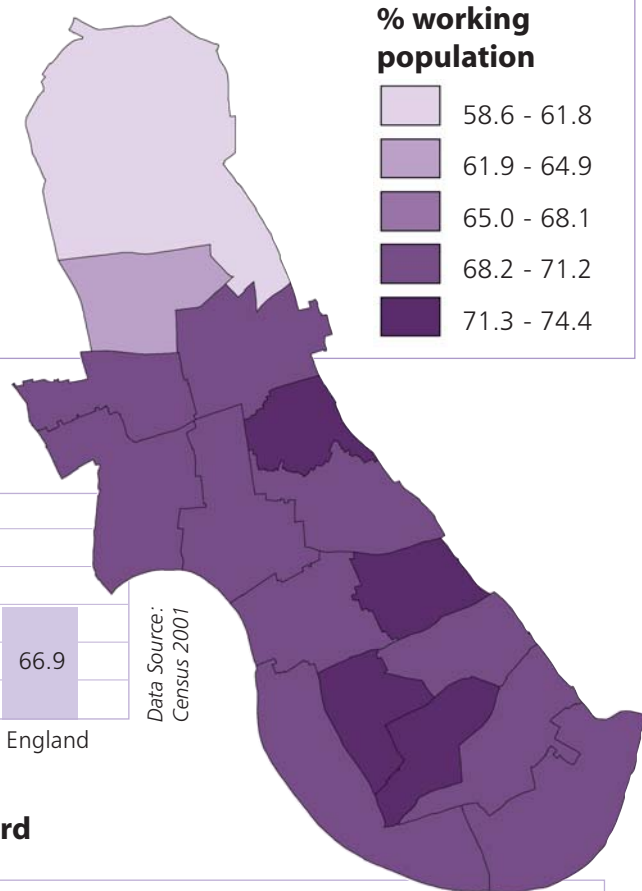 % working
population
58.6 - 61.8
61.9 - 64.9
65.0 - 68.1
68.2 - 71.2
71.3 - 74.4
66.9
England
Data Source:
Census 2001
rd